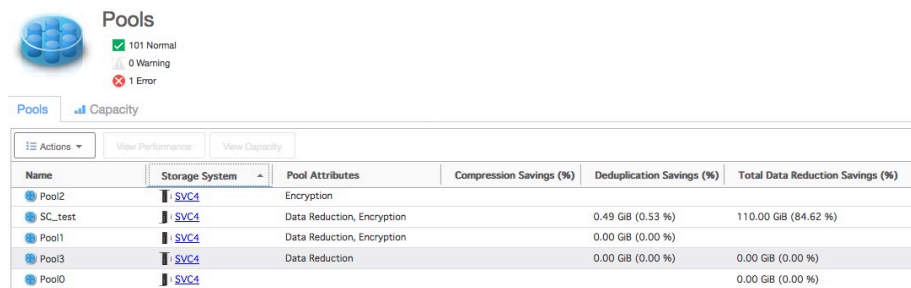 Pools
101 Normal
0 Warning
1 Error
Pools Capacity
Actions View Performance View Capacity
Name Storage System Pool Attributes Compression Savings (%) Deduplication Savings (%) Total Data Reduction Savings (%)
Pool2 SVC4 Encryption
SC_test SVC4 Data Reduction, Encryption 0.49 GiB (0.53 %) 110.00 GiB (84.62 %)
Pool1 SVC4 Data Reduction, Encryption 0.00 GiB (0.00 %)
Pool3 SVC4 Data Reduction 0.00 GiB (0.00 %) 0.00 GiB (0.00 %)
Pool0 SVC4 0.00 GiB (0.00 %)